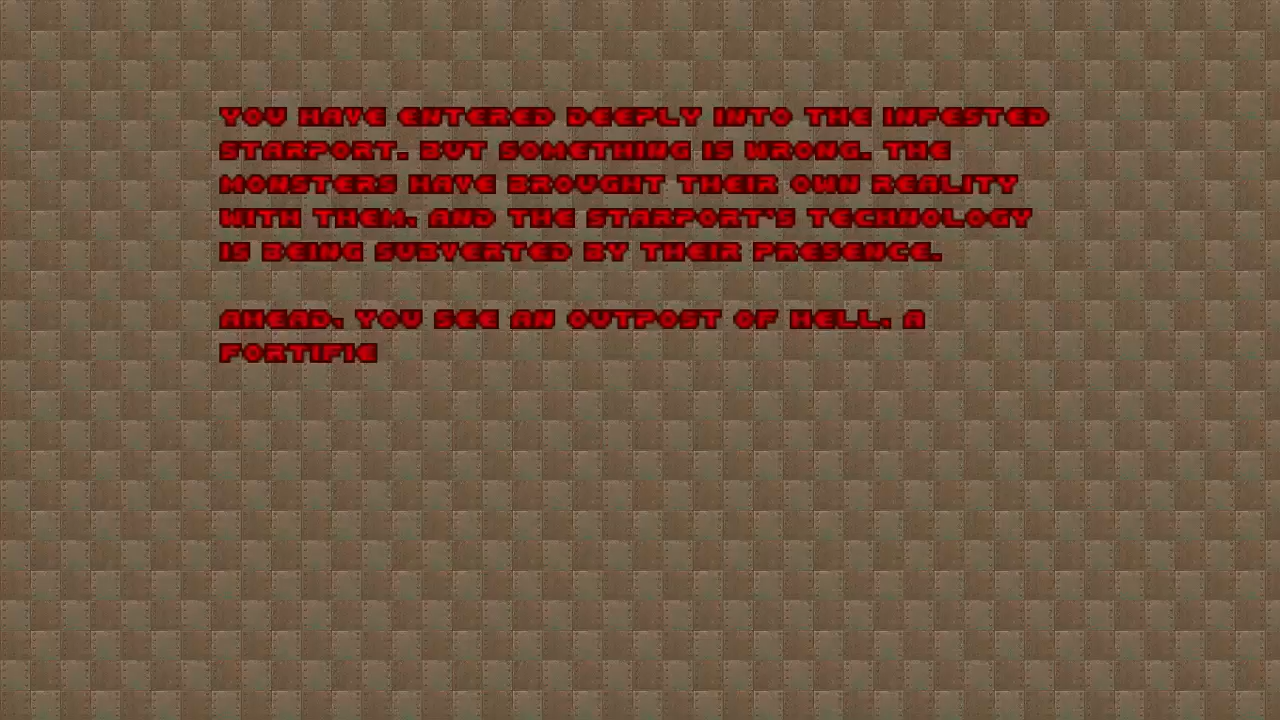 YOU HAVE ENTERED DEEPLY INTO THE INFESTED
STARPORT. BUT SOMETHING IS WRONG. THE
MONSTERS HAVE BROUGHT THEIR OWN REALITY
WITH THEM, AND THE STARPORT'S TECHNOLOGY
IS BEING SUBVERTED BY THEIR PRESENCE.
AHEAD, YOU SEE AN OUTPOST OF HELL, A
FORTIFIE